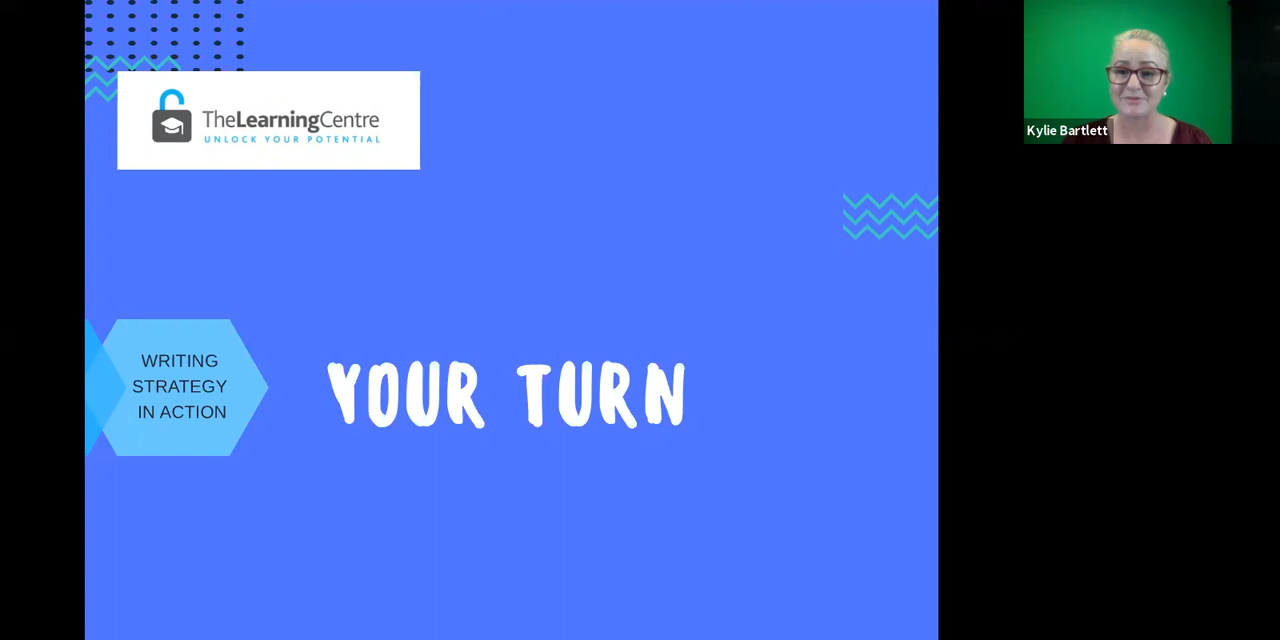 TheLearningCentre
UNLOCK YOUR POTENTIAL
Kylie Bartlett
WRITING
STRATEGY
IN ACTION
YOUR TURN